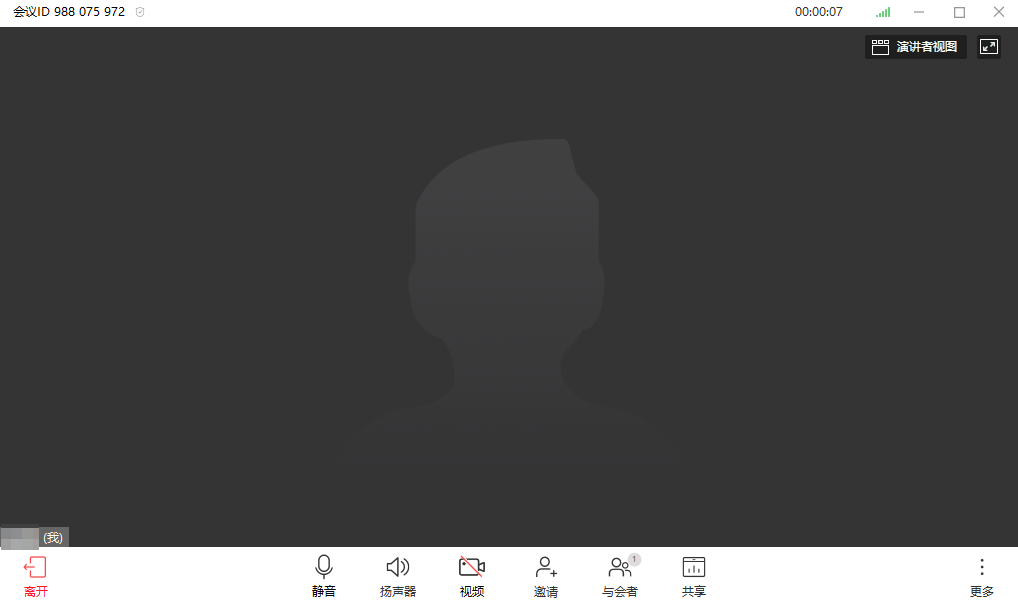 会议ID 988 075 972
00:00:07
演讲者视图
(我)
离开
静音
扬声器
视频
邀请
与会者
1
共享
更多